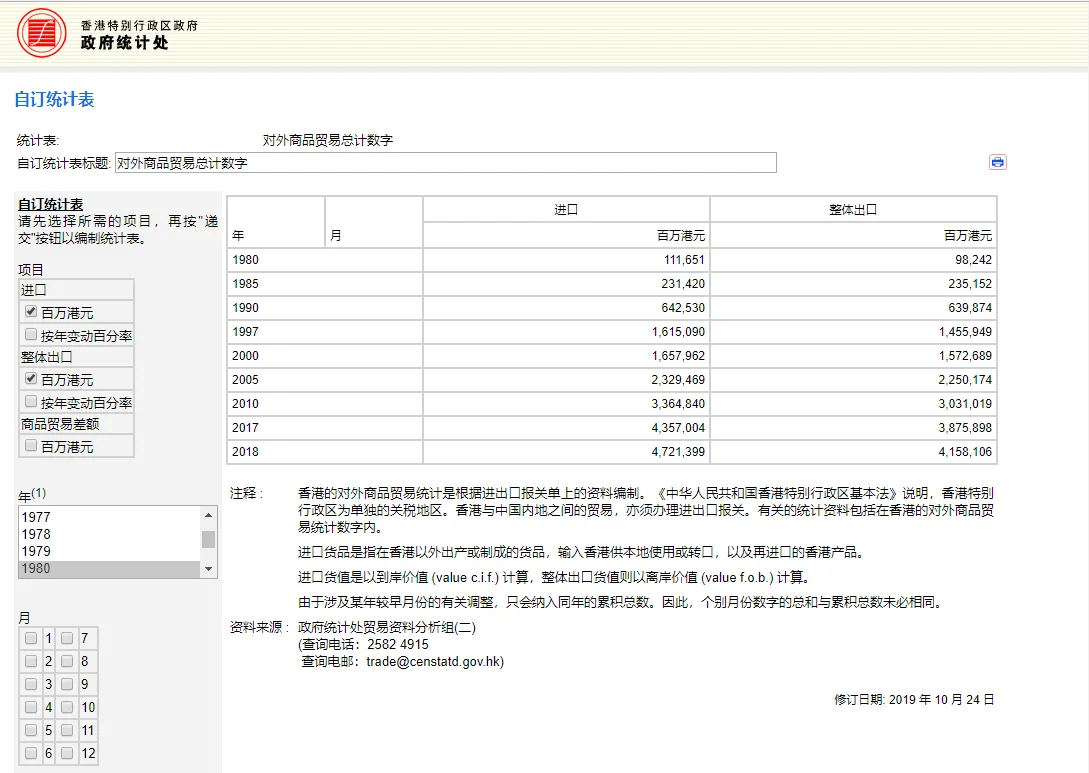 香港特别行政区政府
政府统计处
自订统计表
统计表: 对外商品贸易总计数字
自订统计表标题: 对外商品贸易总计数字
自订统计表
请先选择所需的项目，再按"递
交"按钮以编制统计表。
项目
进口
百万港元
按年变动百分率
整体出口
百万港元
按年变动百分率
商品贸易差额
百万港元
年(1)
1977
1978
1979
1980
月
1 7
2 8
3 9
4 10
5 11
6 12
进口 整体出口
年 月 百万港元 百万港元
1980 111,651 98,242
1985 231,420 235,152
1990 642,530 639,874
1997 1,615,090 1,455,949
2000 1,657,962 1,572,689
2005 2,329,469 2,250,174
2010 3,364,840 3,031,019
2017 4,357,004 3,875,898
2018 4,721,399 4,158,106
注释： 香港的对外商品贸易统计是根据进出口报关单上的资料编制。《中华人民共和国香港特别行政区基本法》说明，香港特别
行政区为单独的关税地区。香港与中国内地之间的贸易，亦须办理进出口报关。有关的统计资料包括在香港的对外商品贸
易统计数字内。
进口货品是指在香港以外出产或制成的货品，输入香港供本地使用或转口，以及再进口的香港产品。
进口货值是以到岸价值 (value c.i.f.) 计算，整体出口货值则以离岸价值 (value f.o.b.) 计算。
由于涉及某年较早月份的有关调整，只会纳入同年的累积总数。因此，个别月份数字的总和与累积总数未必相同。
资料来源： 政府统计处贸易资料分析组(二)
(查询电话：2582 4915
查询电邮：trade@censtatd.gov.hk)
修订日期: 2019 年 10 月 24 日